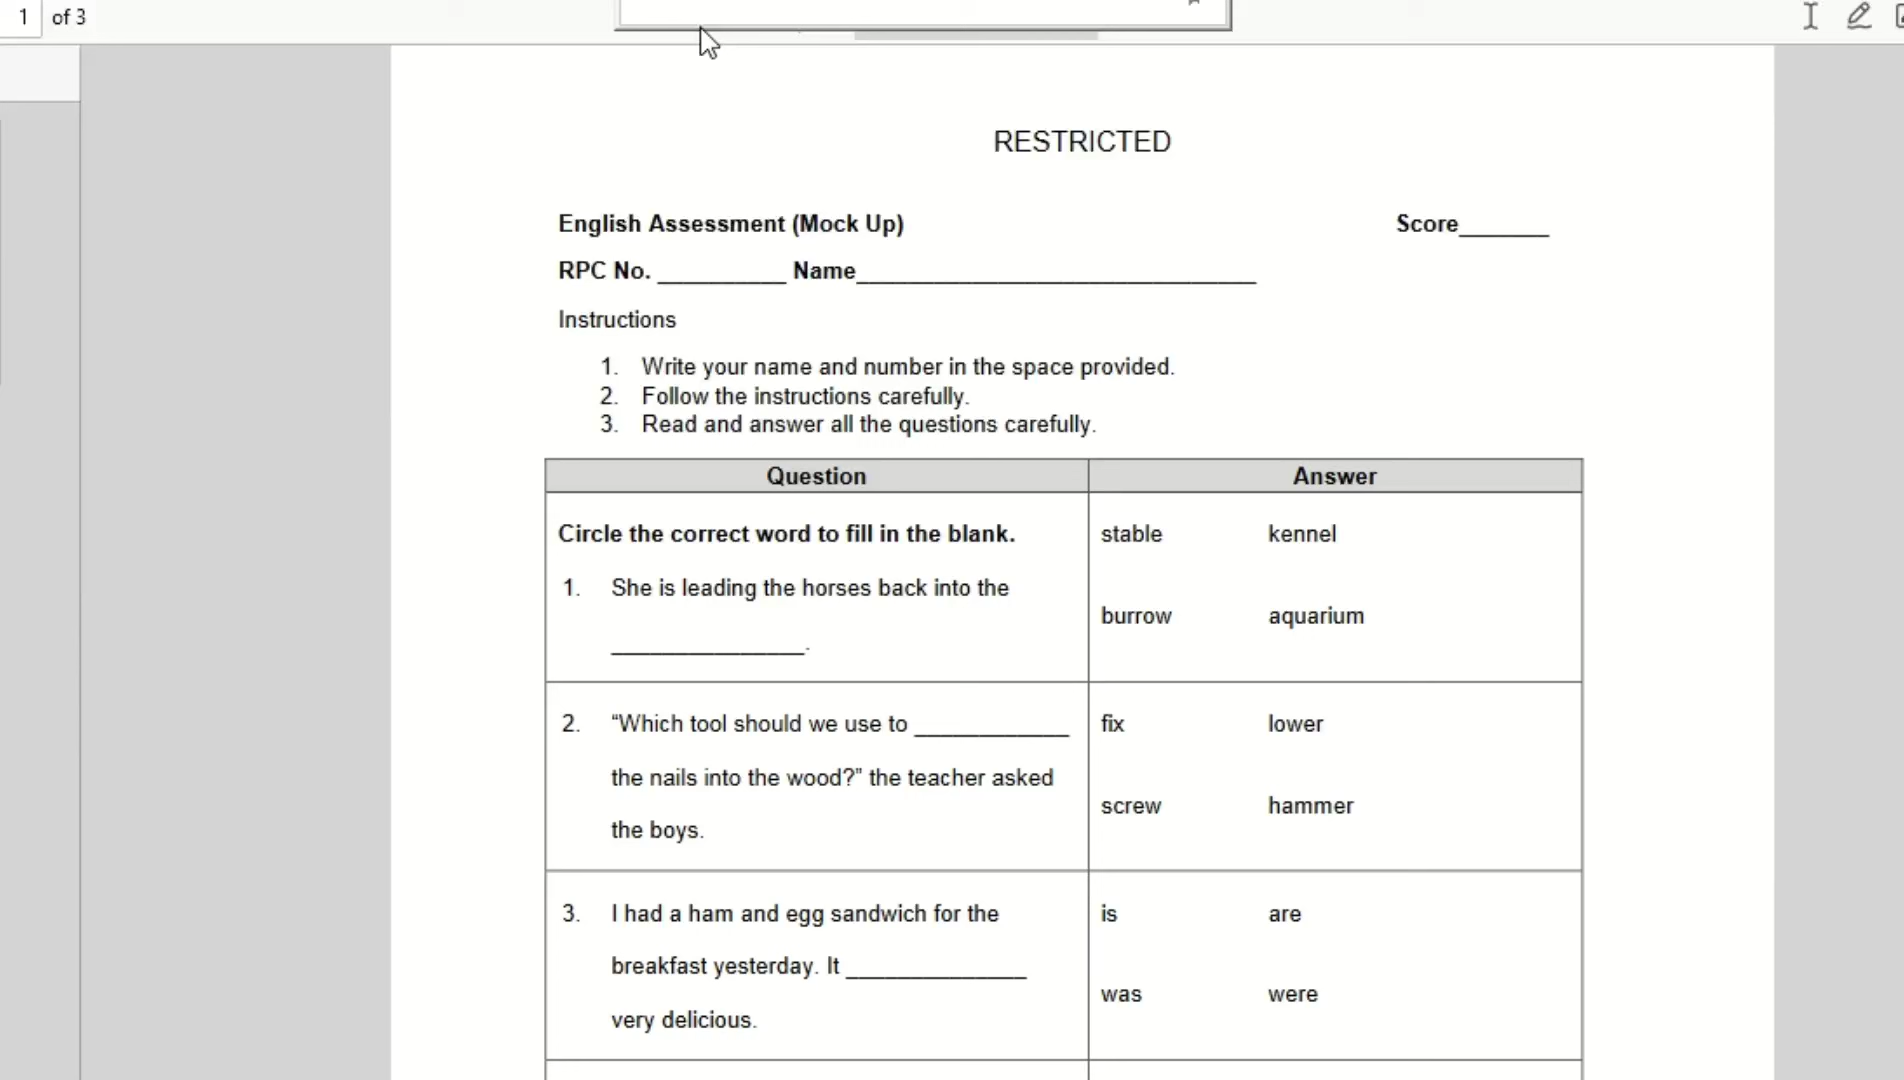 1 of 3
RESTRICTED
English Assessment (Mock Up) Score_______
RPC No. __________ Name_______________________________
Instructions
1. Write your name and number in the space provided.
2. Follow the instructions carefully.
3. Read and answer all the questions carefully.
Question Answer
Circle the correct word to fill in the blank.
1. She is leading the horses back into the
_______________.
stable kennel
burrow aquarium
2. “Which tool should we use to ____________
the nails into the wood?” the teacher asked
the boys.
fix lower
screw hammer
3. I had a ham and egg sandwich for the
breakfast yesterday. It ______________
very delicious.
is are
was were